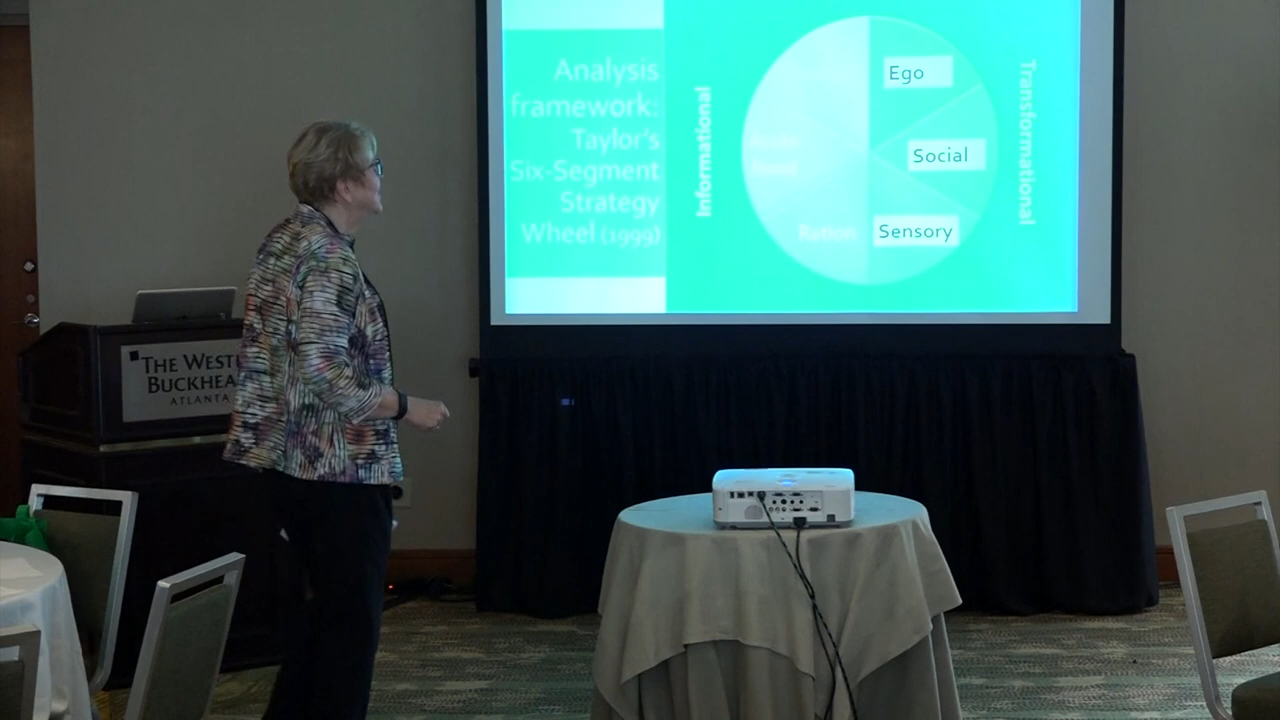 Analysis
framework:
Taylor's
Six-Segment
Strategy
Wheel (1999)
Informational
Ego
Social
Sensory
Ration
Transformational
THE WEST
BUCKHEA
ATLANTA